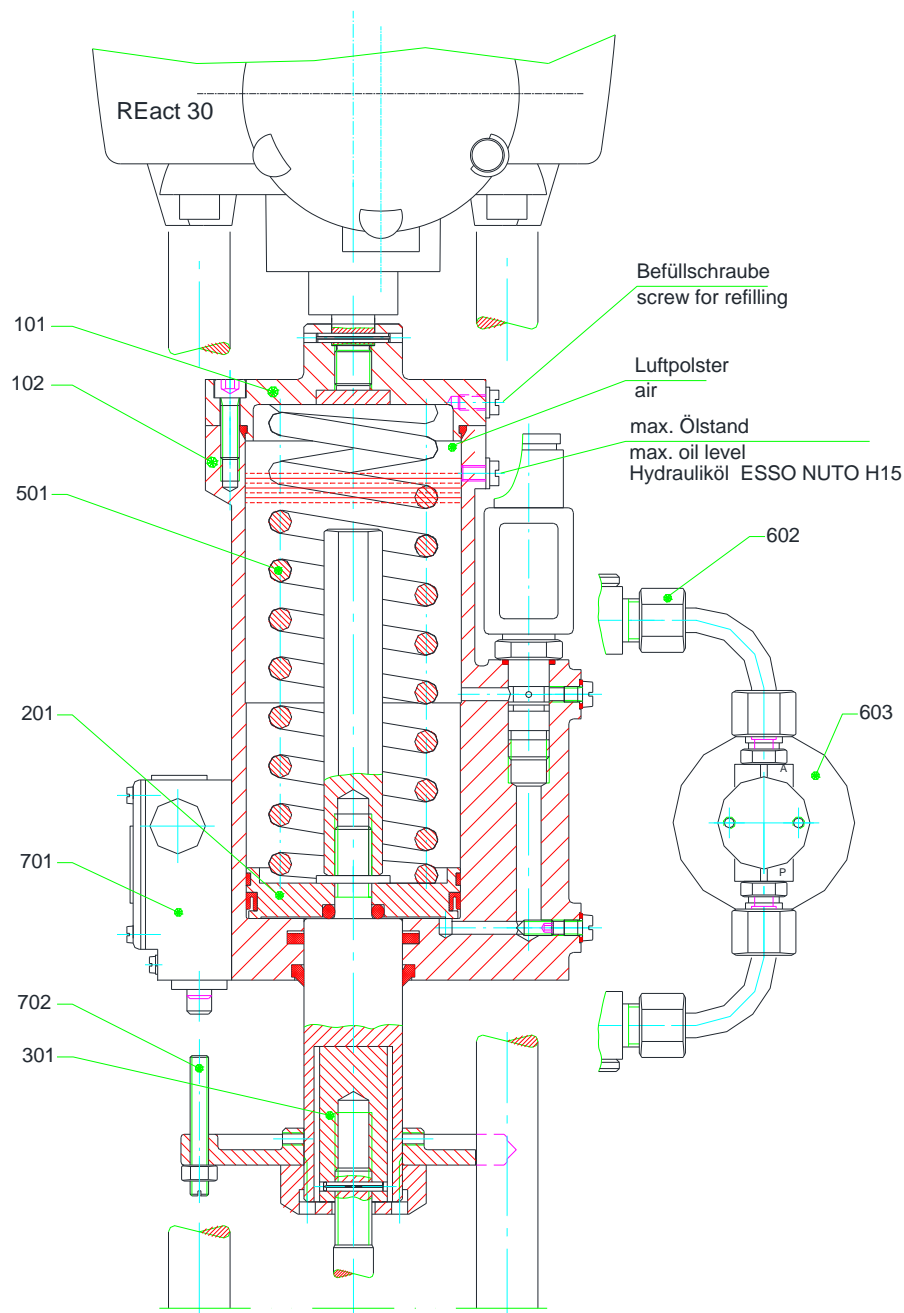 REact 30
Befüllschraube
screw for refilling
101
Luftpolster
air
102
max. Ölstand
max. oil level
Hydrauliköl ESSO NUTO H15
501
602
201
603
A
701
P
702
301